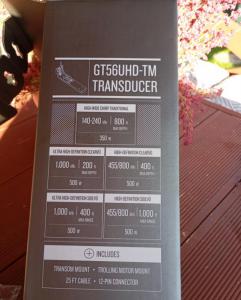 GT56UHD-TM
TRANSDUCER
HIGH WIDE CHIRP TRADITIONAL
140-240 kHz 800 ft
MAX DEPTH
350 W
ULTRA HIGH-DEFINITION CLEARVÜ
HIGH-DEFINITION CLEARVÜ
1,000 kHz 200 ft
MAX DEPTH
455/800 kHz 400 ft
MAX DEPTH
500 W
500 W
ULTRA HIGH-DEFINITION SIDEVÜ
HIGH-DEFINITION SIDEVÜ
1,000 kHz 400 ft
MAX RANGE
455/800 kHz 1,000 ft
MAX RANGE
500 W
500 W
INCLUDES
TRANSOM MOUNT • TROLLING MOTOR MOUNT
25 FT CABLE • 12-PIN CONNECTOR